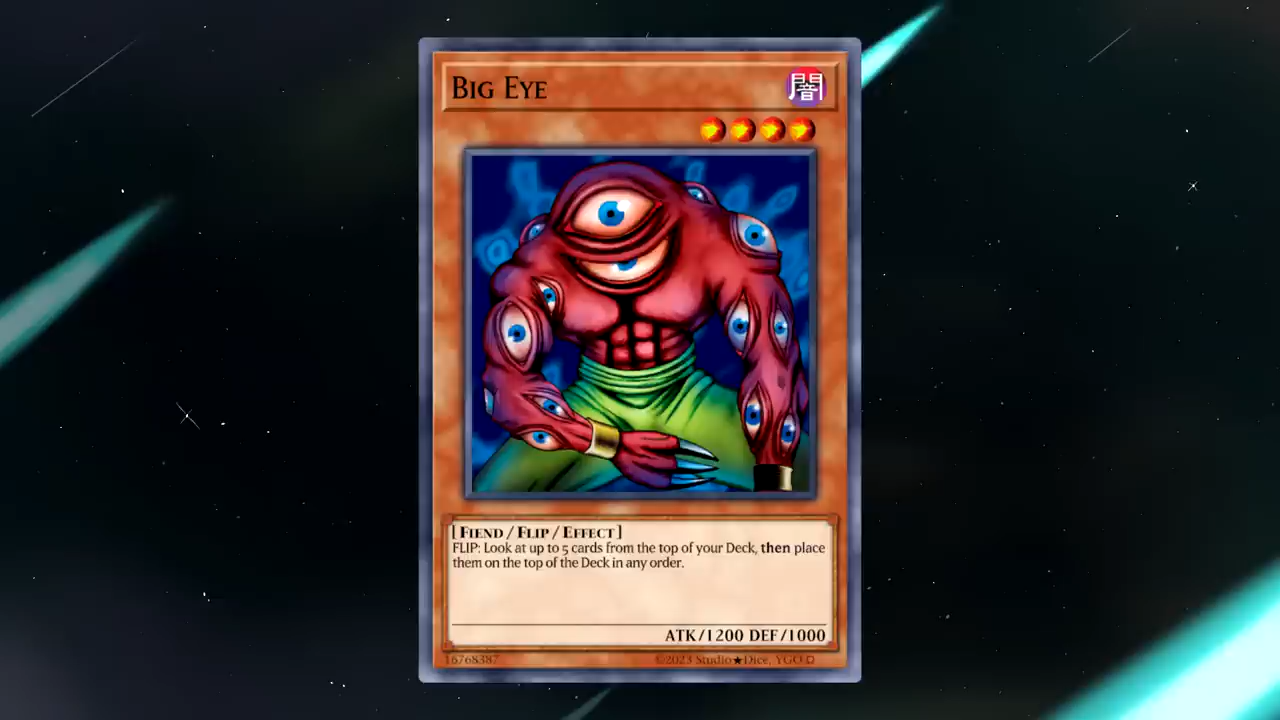 BIG EYE
闇
[ FIEND / FLIP / EFFECT ]
FLIP: Look at up to 5 cards from the top of your Deck, then place
them on the top of the Deck in any order.
ATK/1200 DEF/1000
16768387 ©2023 Studio★Dice, YGO